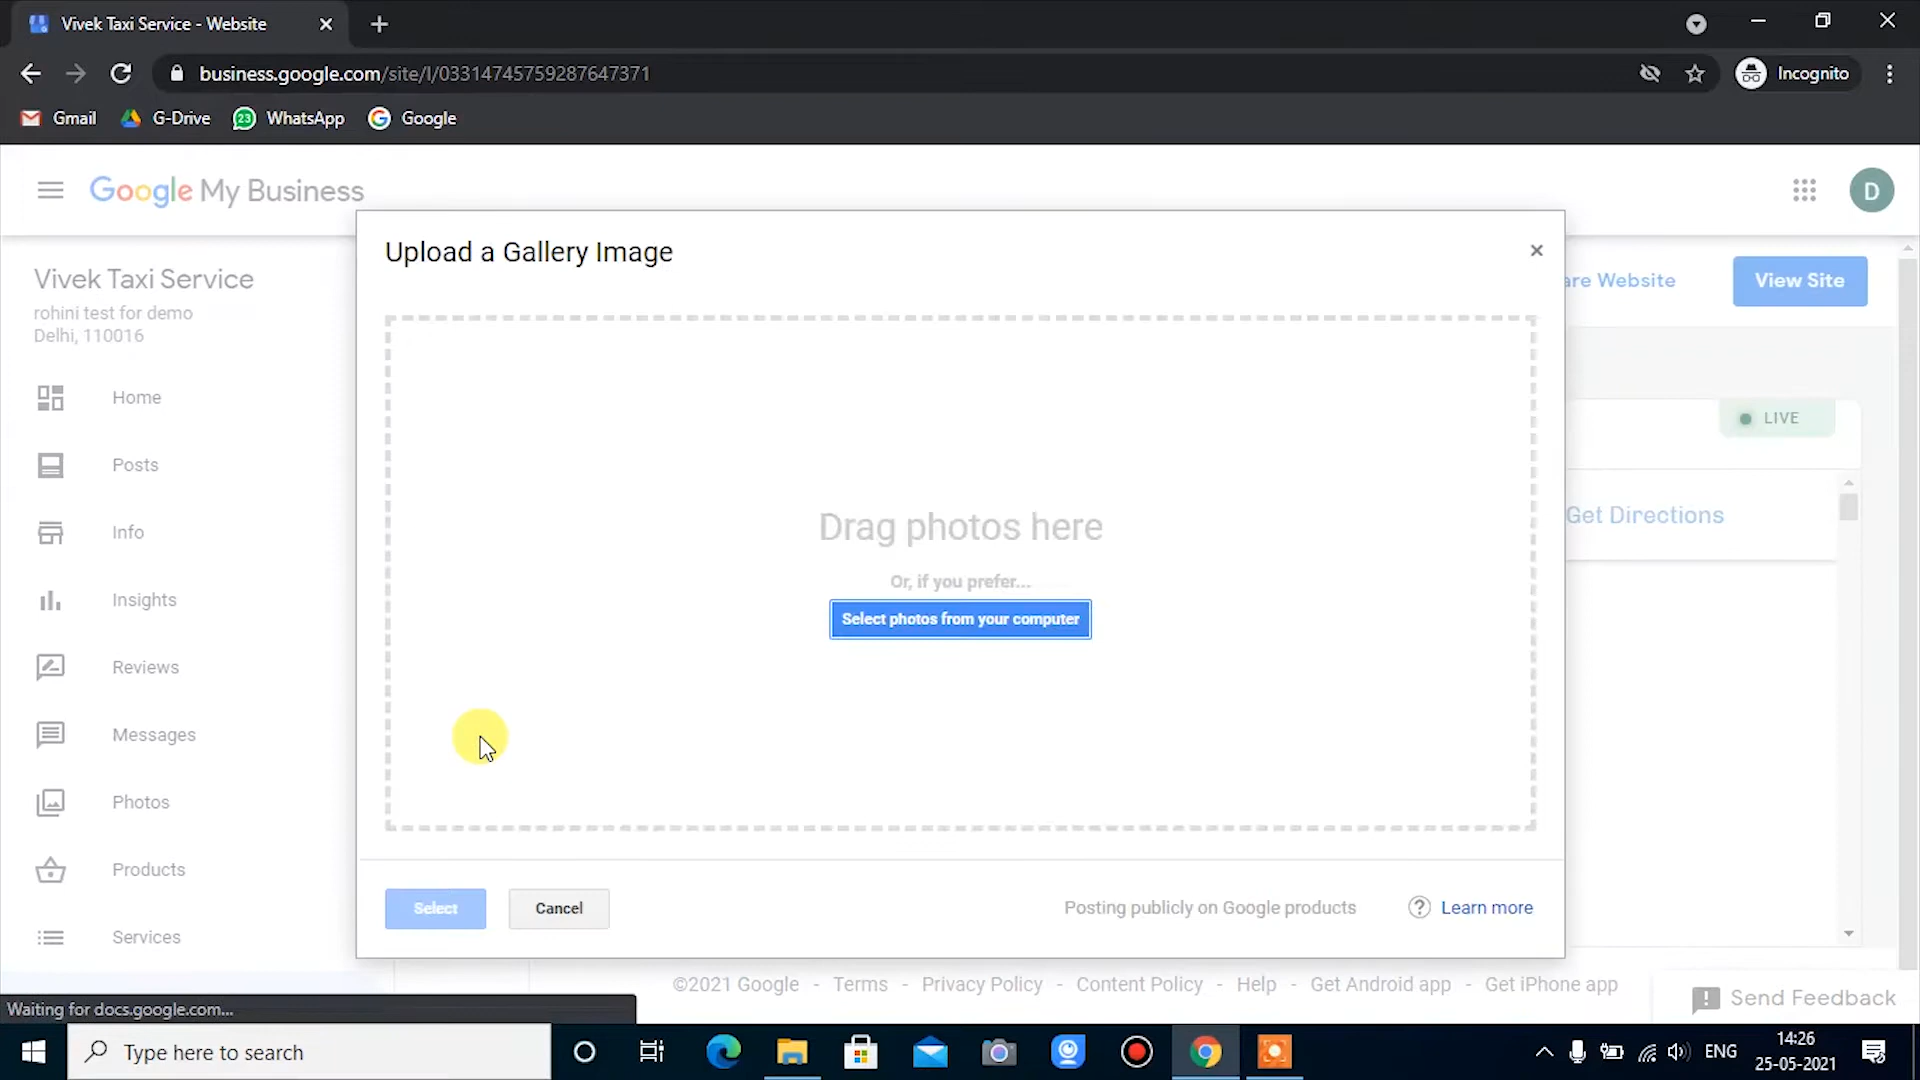 Vivek Taxi Service - Website
business.google.com/site/l/03314745759287647371
Incognito
Gmail
G-Drive
23
WhatsApp
Google
Google My Business
D
Upload a Gallery Image
Vivek Taxi Service
rohini test for demo
Delhi, 110016
are Website
View Site
Home
Posts
Info
Insights
Reviews
Messages
Photos
Products
Services
LIVE
Get Directions
Drag photos here
Or, if you prefer...
Select photos from your computer
Select
Cancel
Posting publicly on Google products
? Learn more
©2021 Google - Terms - Privacy Policy - Content Policy - Help - Get Android app - Get iPhone app
Send Feedback
Waiting for docs.google.com...
Type here to search
ENG
14:26
25-05-2021